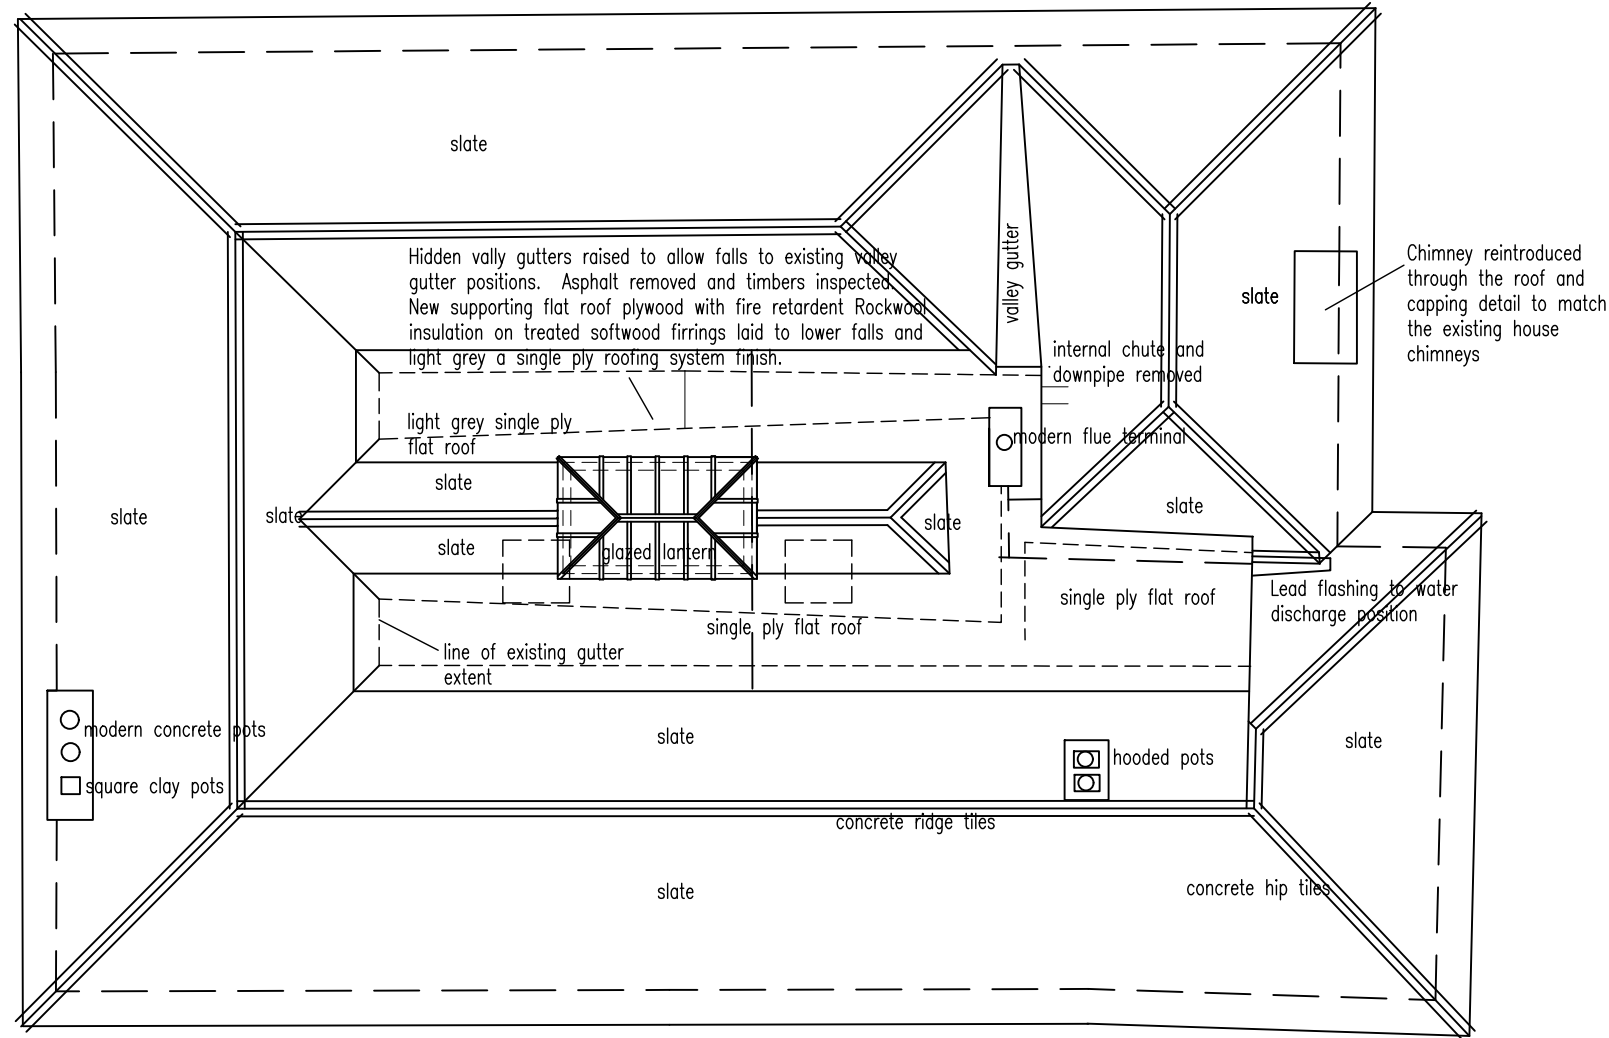 slate
Hidden vally gutters raised to allow falls to existing valley
gutter positions.  Asphalt removed and timbers inspected.
New supporting flat roof plywood with fire retardent Rockwool
insulation on treated softwood firrings laid to lower falls and
light grey a single ply roofing system finish.
valley gutter
slate
Chimney reintroduced
through the roof and
capping detail to match
the existing house
chimneys
internal chute and
downpipe removed
light grey single ply
flat roof
modern flue terminal
slate
slate
slate
slate
slate
slate
slate
glazed lantern
single ply flat roof
Lead flashing to water
discharge position
single ply flat roof
line of existing gutter
extent
modern concrete pots
slate
slate
hooded pots
square clay pots
concrete ridge tiles
slate
concrete hip tiles